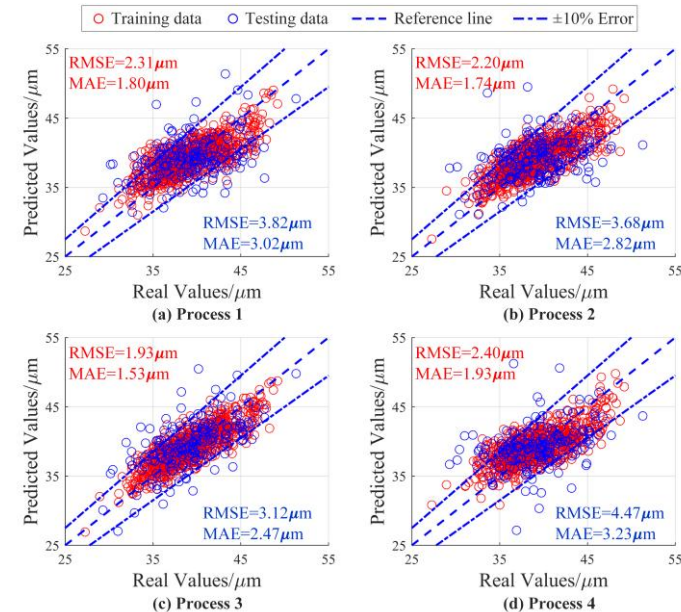 Training data Testing data Reference line ±10% Error
RMSE=2.31μm
MAE=1.80μm
RMSE=3.82μm
MAE=3.02μm
Predicted Values/μm
55
45
35
25
25 35 45 55
Real Values/μm
(a) Process 1
RMSE=2.20μm
MAE=1.74μm
RMSE=3.68μm
MAE=2.82μm
Predicted Values/μm
55
45
35
25
25 35 45 55
Real Values/μm
(b) Process 2
RMSE=1.93μm
MAE=1.53μm
RMSE=3.12μm
MAE=2.47μm
Predicted Values/μm
55
45
35
25
25 35 45 55
Real Values/μm
(c) Process 3
RMSE=2.40μm
MAE=1.93μm
RMSE=4.47μm
MAE=3.23μm
Predicted Values/μm
55
45
35
25
25 35 45 55
Real Values/μm
(d) Process 4